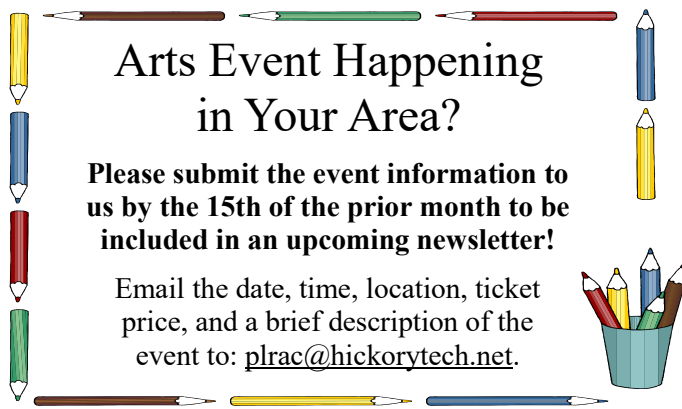 Arts Event Happening
in Your Area?
Please submit the event information to
us by the 15th of the prior month to be
included in an upcoming newsletter!
Email the date, time, location, ticket
price, and a brief description of the
event to: plrac@hickorytech.net.